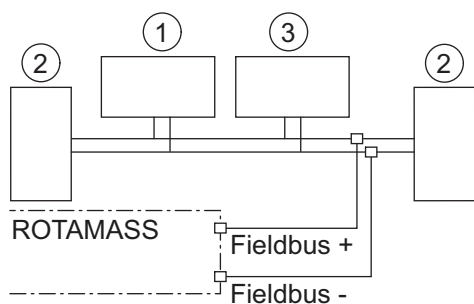 1 3
2 2
ROTAMASS
Fieldbus +
Fieldbus -